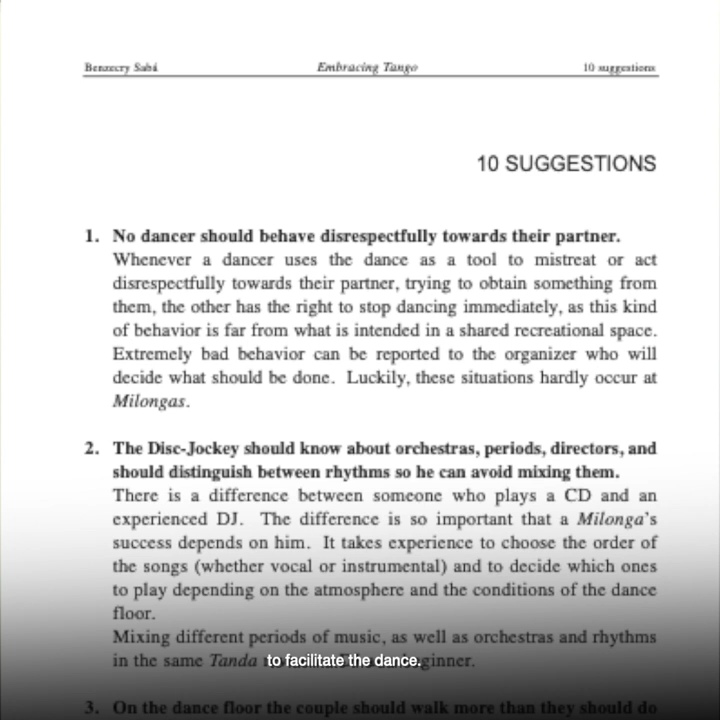 Benzecry Sabá Embracing Tango 10 suggestions
10 SUGGESTIONS
1. No dancer should behave disrespectfully towards their partner.
Whenever a dancer uses the dance as a tool to mistreat or act
disrespectfully towards their partner, trying to obtain something from
them, the other has the right to stop dancing immediately, as this kind
of behavior is far from what is intended in a shared recreational space.
Extremely bad behavior can be reported to the organizer who will
decide what should be done. Luckily, these situations hardly occur at
Milongas.
2. The Disc-Jockey should know about orchestras, periods, directors, and
should distinguish between rhythms so he can avoid mixing them.
There is a difference between someone who plays a CD and an
experienced DJ. The difference is so important that a Milonga's
success depends on him. It takes experience to choose the order of
the songs (whether vocal or instrumental) and to decide which ones
to play depending on the atmosphere and the conditions of the dance
floor.
Mixing different periods of music, as well as orchestras and rhythms
in the same Tanda
to facilitate the dance.
3. On the dance floor the couple should walk more than they should do